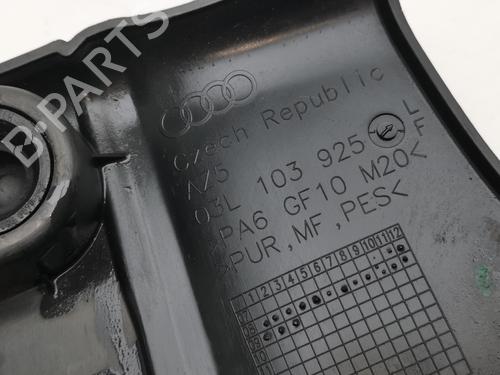 B-PARTS
Czech Republic
AZ5
03L 103 925 L
F
>PA6 GF10 M20<
>PUR,MF,PES<
1 2 3 4 5 6 7 8 9 10 11 12